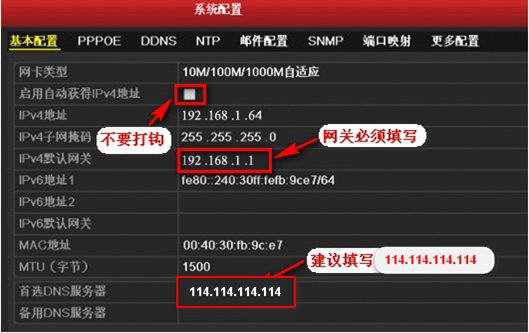 系统配置
基本配置 PPPOE DDNS NTP 邮件配置 SNMP 端口映射 更多配置
网卡类型 10M/100M/1000M自适应
启用自动获得IPv4地址
IPv4地址 192 .168 .1 .64
IPv4子网掩码 255 .255 .255 .0
不要打钩
网关必须填写
IPv4默认网关 192 .168 .1 .1
IPv6地址1 fe80::240:30ff:fefb:9ce7/64
IPv6地址2
IPv6默认网关
MAC地址 00:40:30:fb:9c:e7
建议填写 114.114.114.114
MTU（字节） 1500
首选DNS服务器 114.114.114.114
备用DNS服务器